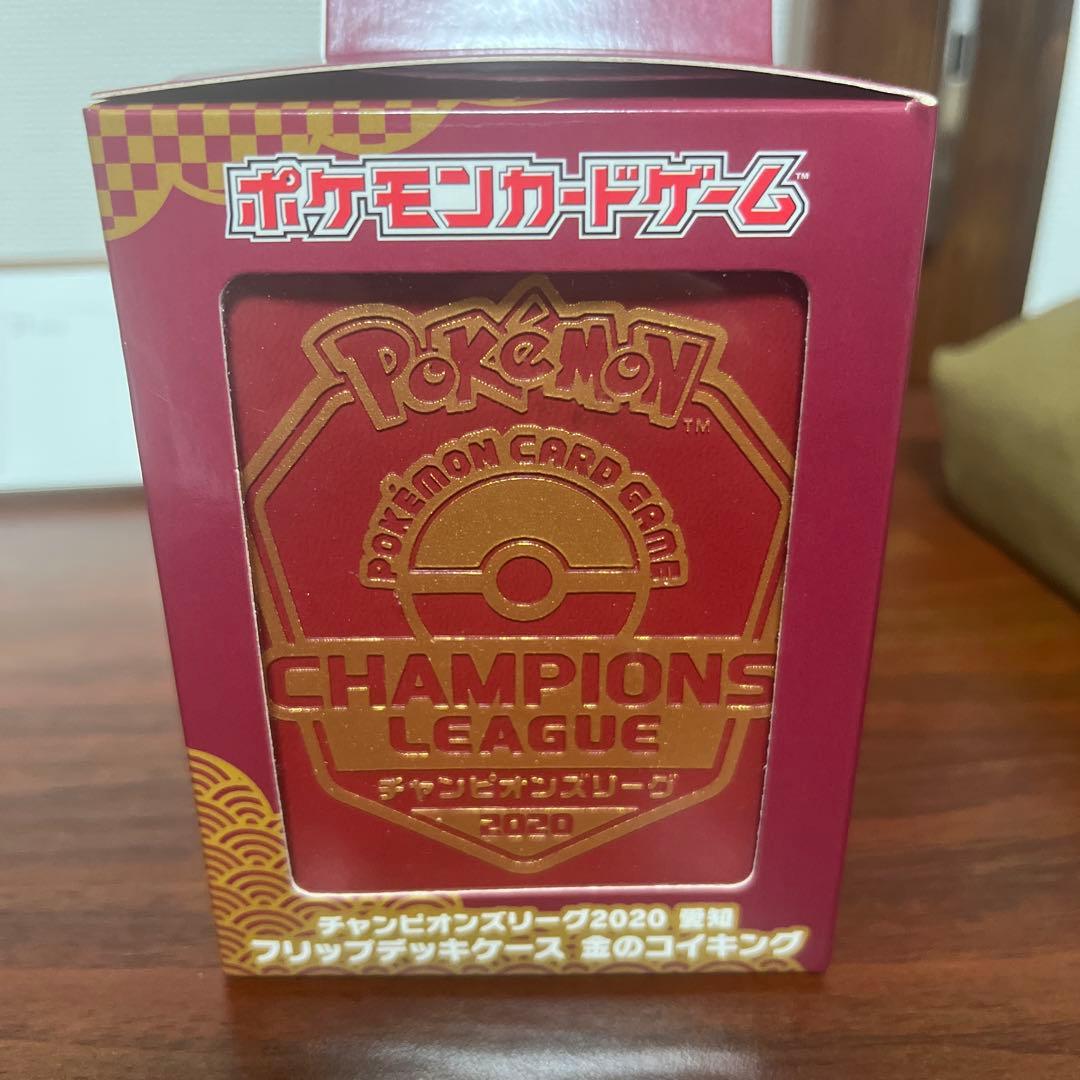 ポケモンカードゲーム™
POKéMON
™
POKÉMON CARD GAME
CHAMPIONS
LEAGUE
チャンピオンズリーグ
2020
チャンピオンズリーグ2020 愛知
フリップデッキケース 金のコイキング